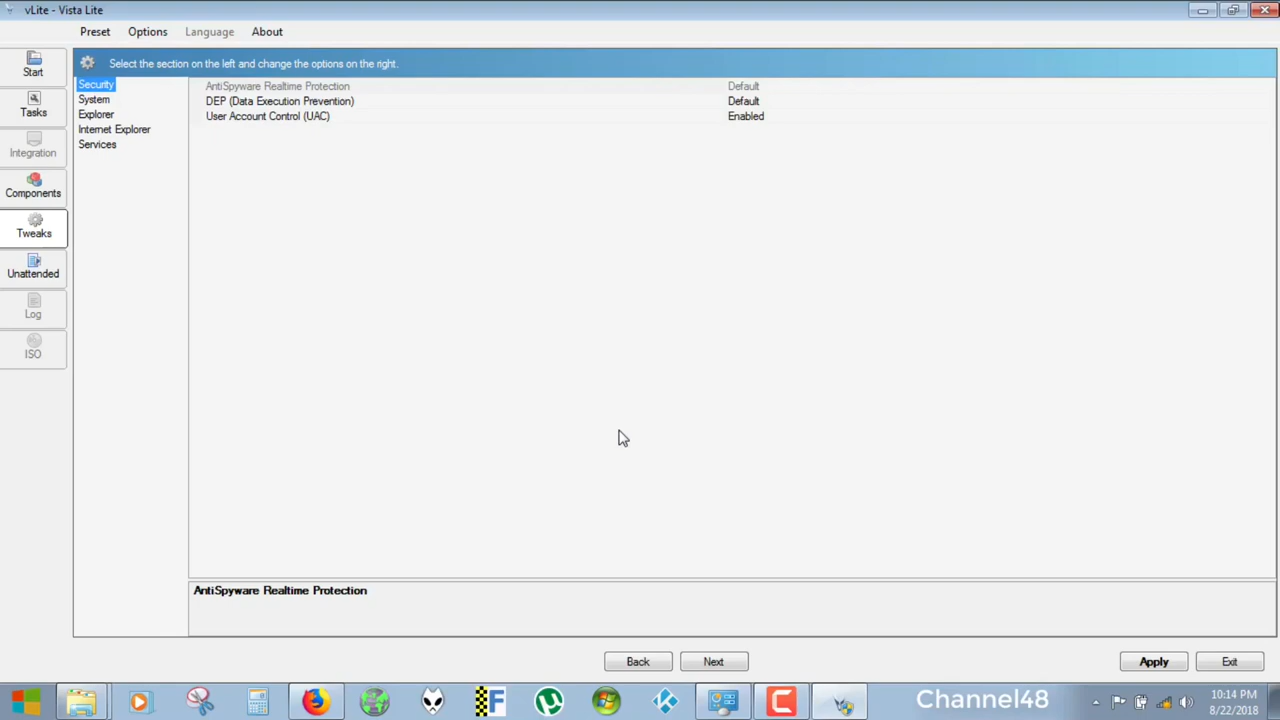 vLite - Vista Lite
Preset Options Language About
Select the section on the left and change the options on the right.
Start
Tasks
Integration
Components
Tweaks
Unattended
Log
ISO
Security
System
Explorer
Internet Explorer
Services
AntiSpyware Realtime Protection Default
DEP (Data Execution Prevention) Default
User Account Control (UAC) Enabled
AntiSpyware Realtime Protection
Back Next Apply Exit
Channel48
10:14 PM
8/22/2018